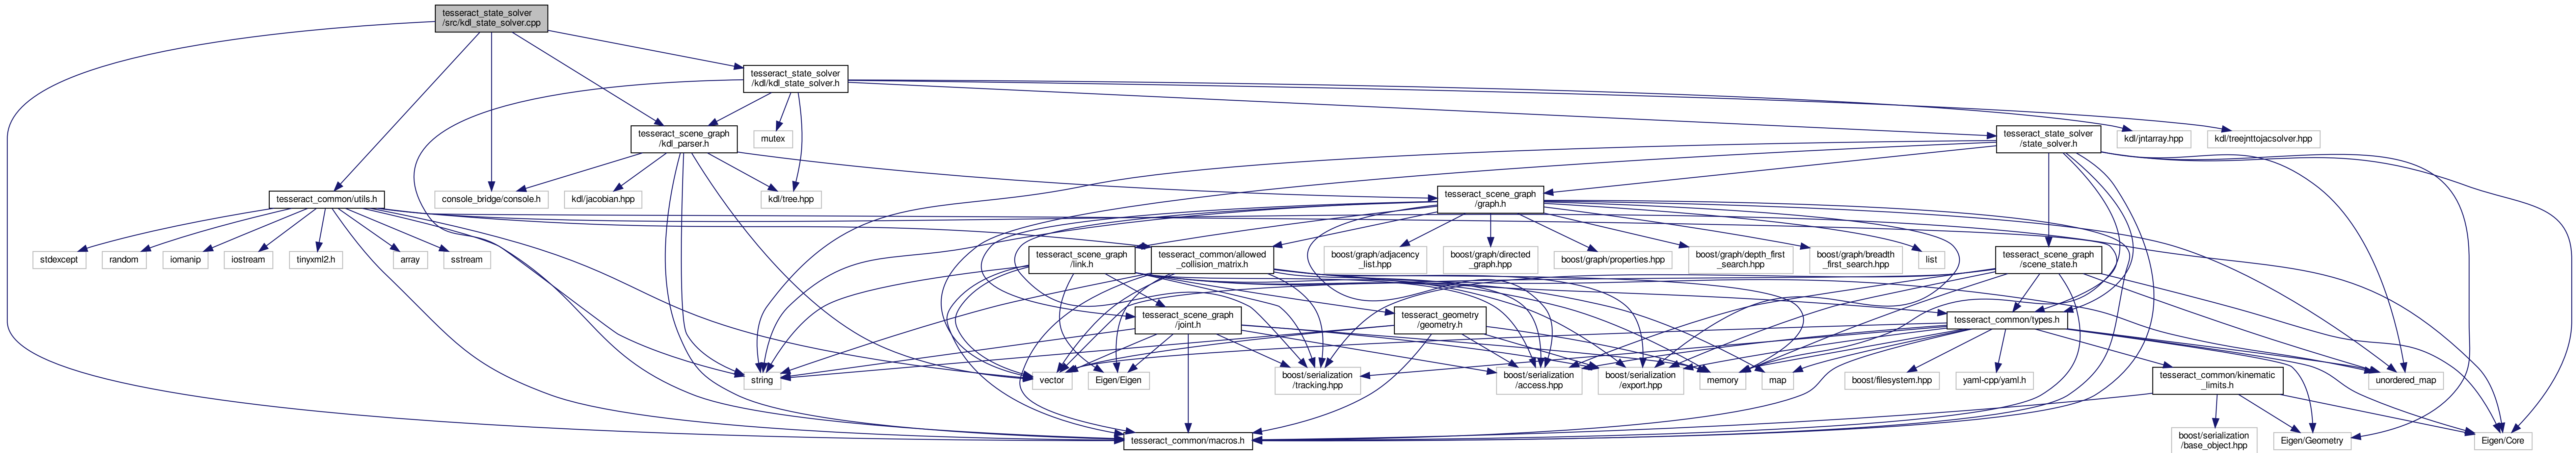 tesseract_state_solver
/src/kdl_state_solver.cpp
tesseract_state_solver
/kdl/kdl_state_solver.h
tesseract_scene_graph
/kdl_parser.h
mutex
tesseract_state_solver
/state_solver.h
kdl/jntarray.hpp
kdl/treejnttojacsolver.hpp
tesseract_common/utils.h
console_bridge/console.h
kdl/jacobian.hpp
kdl/tree.hpp
tesseract_scene_graph
/graph.h
stdexcept
random
iomanip
iostream
tinyxml2.h
array
sstream
tesseract_scene_graph
/link.h
tesseract_common/allowed
_collision_matrix.h
boost/graph/adjacency
_list.hpp
boost/graph/directed
_graph.hpp
boost/graph/properties.hpp
boost/graph/depth_first
_search.hpp
boost/graph/breadth
_first_search.hpp
list
tesseract_scene_graph
/scene_state.h
tesseract_scene_graph
/joint.h
tesseract_geometry
/geometry.h
tesseract_common/types.h
string
vector
Eigen/Eigen
boost/serialization
/tracking.hpp
boost/serialization
/access.hpp
boost/serialization
/export.hpp
memory
map
boost/filesystem.hpp
yaml-cpp/yaml.h
tesseract_common/kinematic
_limits.h
unordered_map
tesseract_common/macros.h
boost/serialization
/base_object.hpp
Eigen/Geometry
Eigen/Core